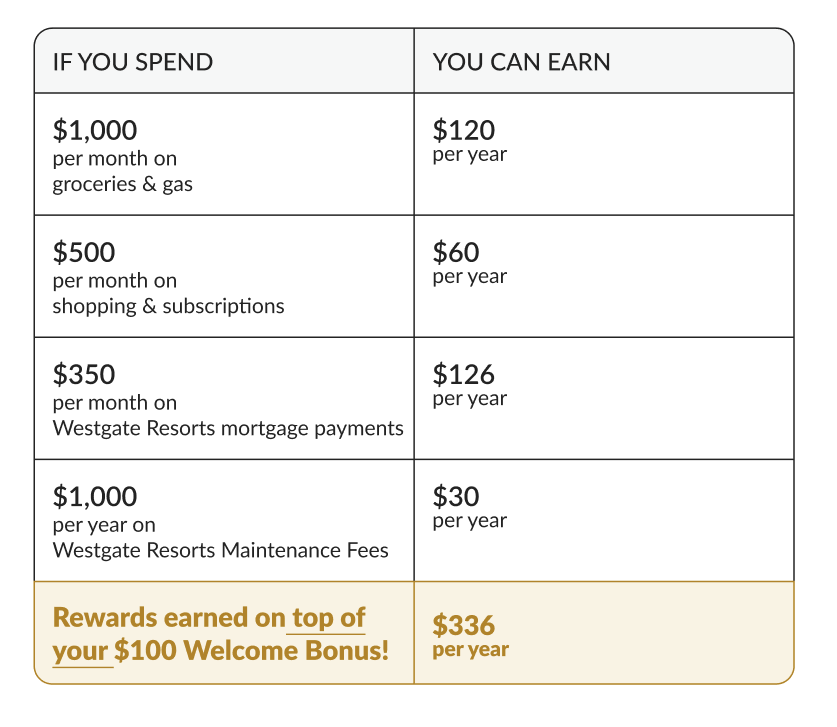 IF YOU SPEND
YOU CAN EARN
$1,000
per month on
groceries & gas
$120
per year
$500
per month on
shopping & subscriptions
$60
per year
$350
per month on
Westgate Resorts mortgage payments
$126
per year
$1,000
per year on
Westgate Resorts Maintenance Fees
$30
per year
Rewards earned on top of
your $100 Welcome Bonus!
$336
per year